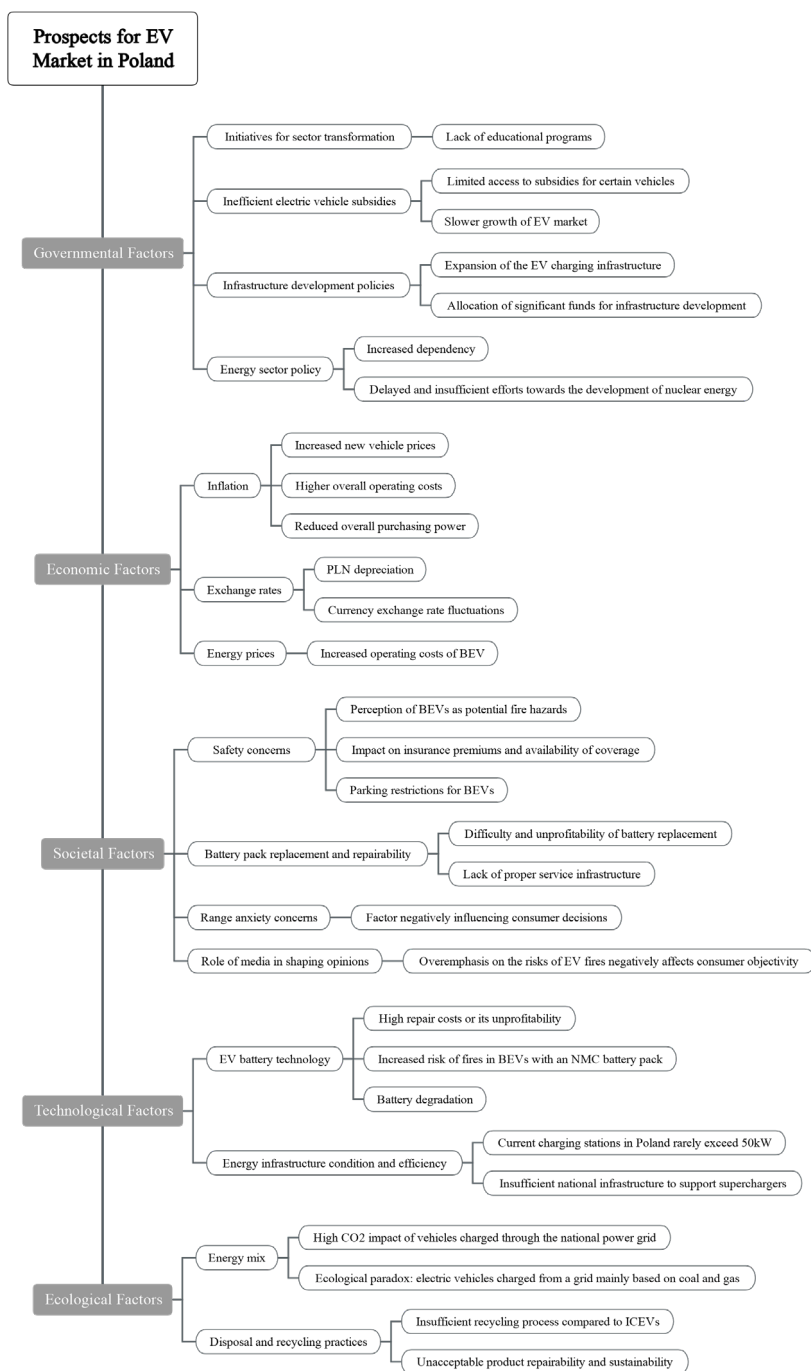 Prospects for EV
Market in Poland
Governmental Factors
Initiatives for sector transformation
Lack of educational programs
Inefficient electric vehicle subsidies
Limited access to subsidies for certain vehicles
Slower growth of EV market
Infrastructure development policies
Expansion of the EV charging infrastructure
Allocation of significant funds for infrastructure development
Energy sector policy
Increased dependency
Delayed and insufficient efforts towards the development of nuclear energy
Economic Factors
Inflation
Increased new vehicle prices
Higher overall operating costs
Reduced overall purchasing power
Exchange rates
PLN depreciation
Currency exchange rate fluctuations
Energy prices
Increased operating costs of BEV
Societal Factors
Safety concerns
Perception of BEVs as potential fire hazards
Impact on insurance premiums and availability of coverage
Parking restrictions for BEVs
Battery pack replacement and repairability
Difficulty and unprofitability of battery replacement
Lack of proper service infrastructure
Range anxiety concerns
Factor negatively influencing consumer decisions
Role of media in shaping opinions
Overemphasis on the risks of EV fires negatively affects consumer objectivity
Technological Factors
EV battery technology
High repair costs or its unprofitability
Increased risk of fires in BEVs with an NMC battery pack
Battery degradation
Energy infrastructure condition and efficiency
Current charging stations in Poland rarely exceed 50kW
Insufficient national infrastructure to support superchargers
Ecological Factors
Energy mix
High CO2 impact of vehicles charged through the national power grid
Ecological paradox: electric vehicles charged from a grid mainly based on coal and gas
Disposal and recycling practices
Insufficient recycling process compared to ICEVs
Unacceptable product repairability and sustainability